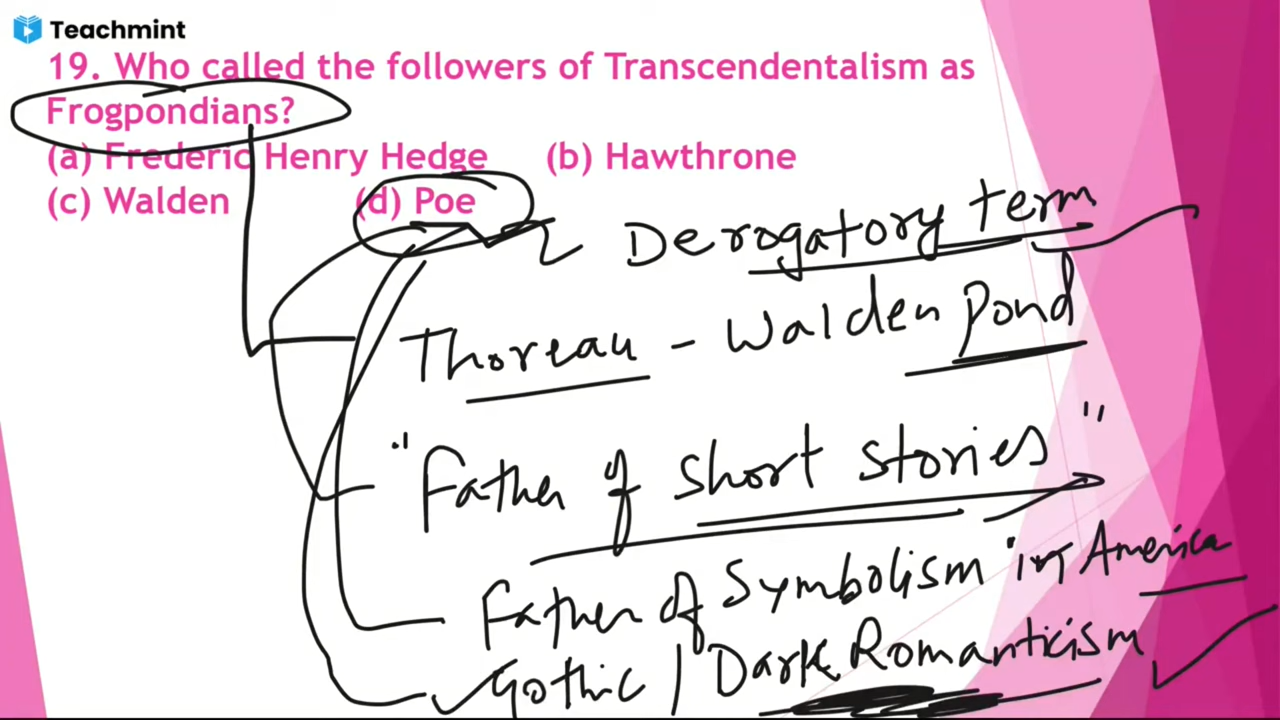 Teachmint
19. Who called the followers of Transcendentalism as
Frogpondians?
(a) Frederic Henry Hedge (b) Hawthrone
(c) Walden (d) Poe
Derogatory term
Thoreau - Walden Pond
"Father of Short Stories"
Father of Symbolism in America
Gothic / Dark Romanticism